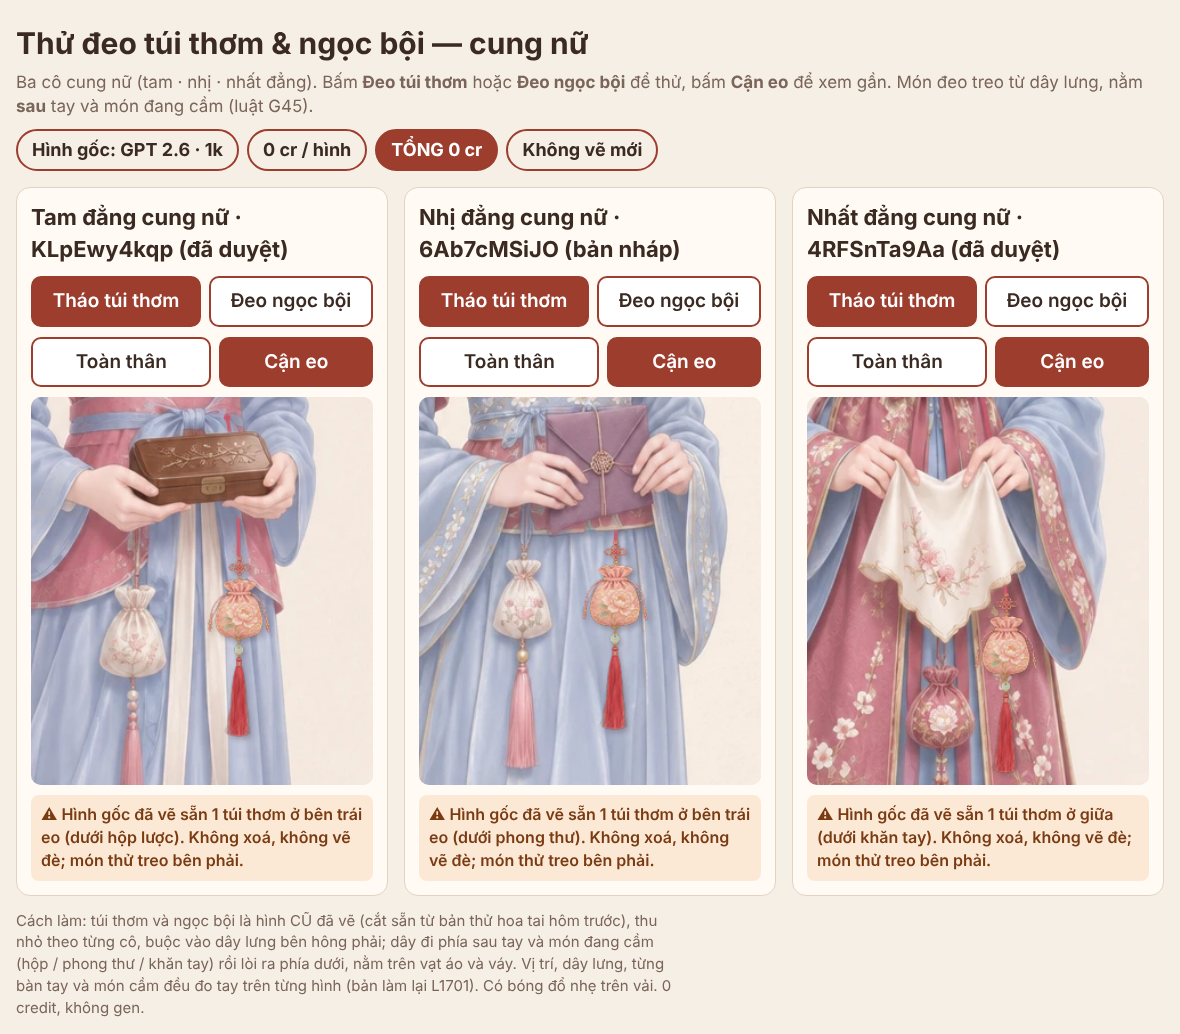 Thử đeo túi thơm & ngọc bội — cung nữ
Ba cô cung nữ (tam · nhị · nhất đẳng). Bấm Đeo túi thơm hoặc Đeo ngọc bội để thử, bấm Cận eo để xem gần. Món đeo treo từ dây lưng, nằm
sau tay và món đang cầm (luật G45).
Hình gốc: GPT 2.6 · 1k
0 cr / hình
TỔNG 0 cr
Không vẽ mới
Tam đẳng cung nữ ·
KLpEwy4kqp (đã duyệt)
Tháo túi thơm
Đeo ngọc bội
Toàn thân
Cận eo
⚠ Hình gốc đã vẽ sẵn 1 túi thơm ở bên trái
eo (dưới hộp lược). Không xoá, không vẽ
đè; món thử treo bên phải.
Nhị đẳng cung nữ ·
6Ab7cMSiJO (bản nháp)
Tháo túi thơm
Đeo ngọc bội
Toàn thân
Cận eo
⚠ Hình gốc đã vẽ sẵn 1 túi thơm ở bên trái
eo (dưới phong thư). Không xoá, không
vẽ đè; món thử treo bên phải.
Nhất đẳng cung nữ ·
4RFSnTa9Aa (đã duyệt)
Tháo túi thơm
Đeo ngọc bội
Toàn thân
Cận eo
⚠ Hình gốc đã vẽ sẵn 1 túi thơm ở giữa
(dưới khăn tay). Không xoá, không vẽ đè;
món thử treo bên phải.
Cách làm: túi thơm và ngọc bội là hình CŨ đã vẽ (cắt sẵn từ bản thử hoa tai hôm trước), thu
nhỏ theo từng cô, buộc vào dây lưng bên hông phải; dây đi phía sau tay và món đang cầm
(hộp / phong thư / khăn tay) rồi lòi ra phía dưới, nằm trên vạt áo và váy. Vị trí, dây lưng, từng
bàn tay và món cầm đều đo tay trên từng hình (bản làm lại L1701). Có bóng đổ nhẹ trên vải. 0
credit, không gen.